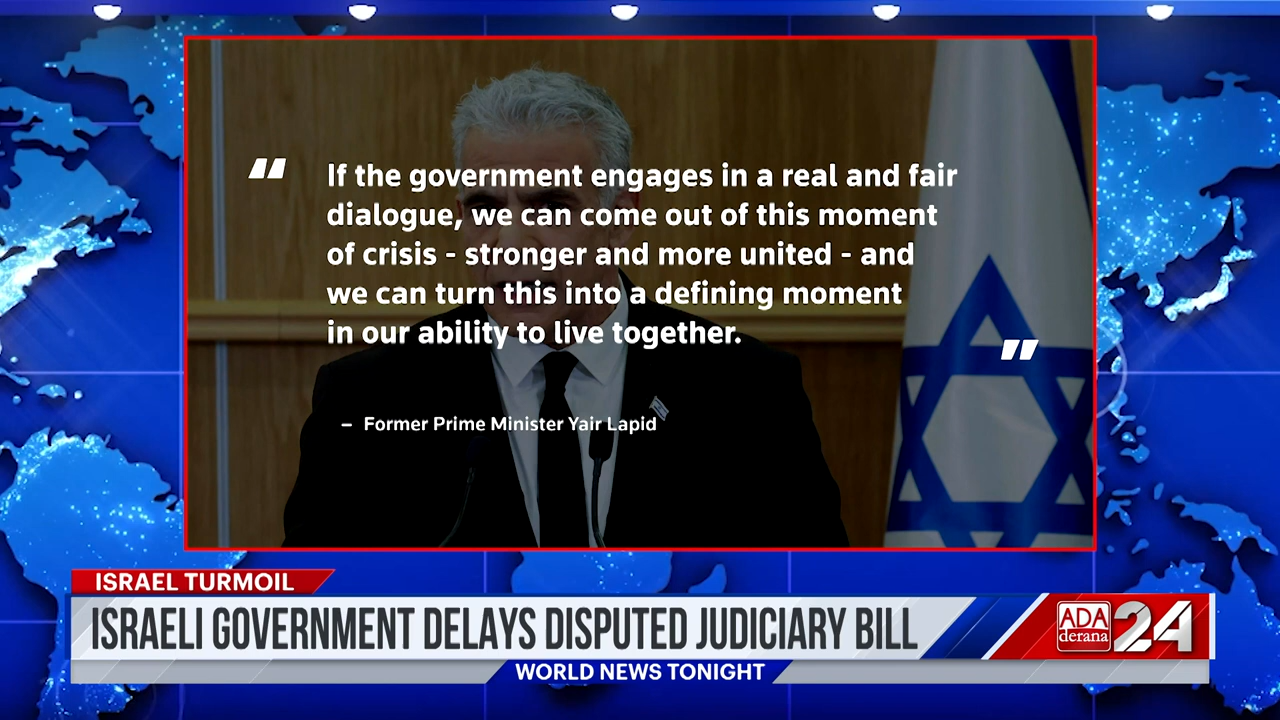 "
If the government engages in a real and fair
dialogue, we can come out of this moment
of crisis - stronger and more united - and
we can turn this into a defining moment
in our ability to live together.
"
– Former Prime Minister Yair Lapid
ISRAEL TURMOIL
ISRAELI GOVERNMENT DELAYS DISPUTED JUDICIARY BILL
ADA
derana
24
WORLD NEWS TONIGHT